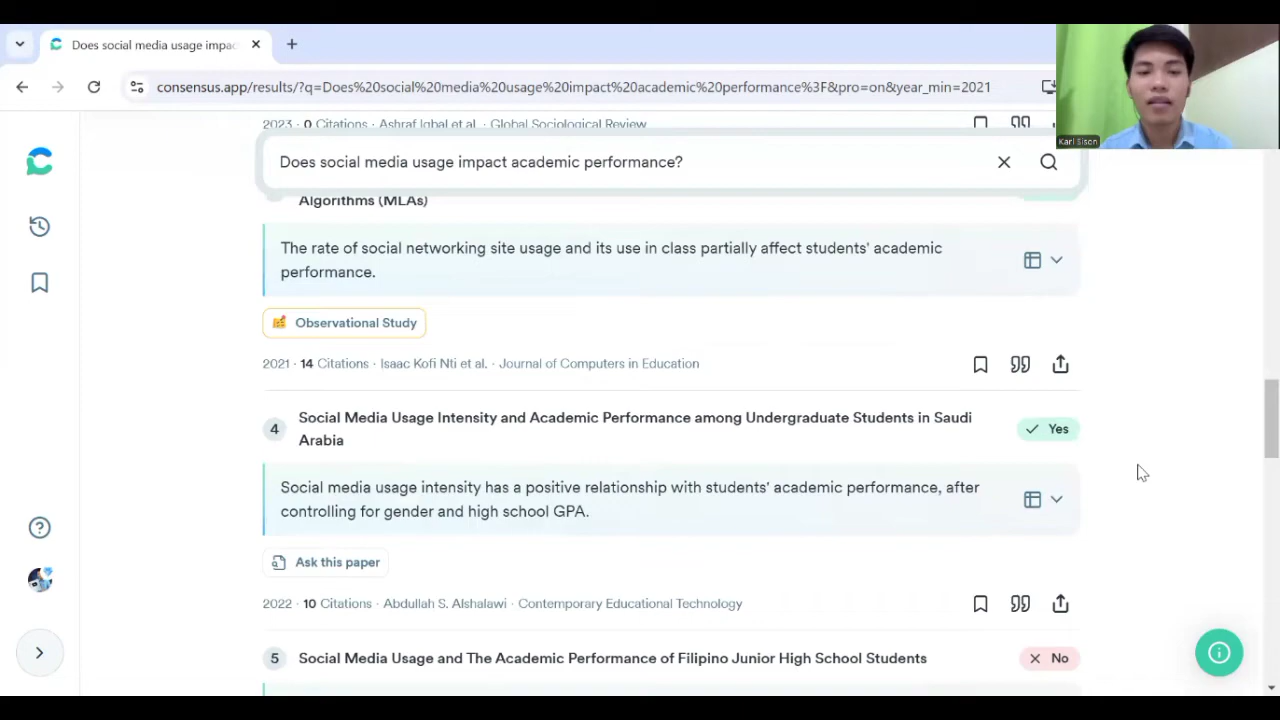 Does social media usage impac
consensus.app/results/?q=Does%20social%20media%20usage%20impact%20academic%20performance%3F&pro=on&year_min=2021
Karl Sison
2023 · 0 Citations · Ashraf Iqbal et al. · Global Sociological Review
Does social media usage impact academic performance?
Algorithms (MLAs)
The rate of social networking site usage and its use in class partially affect students' academic
performance.
Observational Study
2021 · 14 Citations · Isaac Kofi Nti et al. · Journal of Computers in Education
4
Social Media Usage Intensity and Academic Performance among Undergraduate Students in Saudi
Arabia
Yes
Social media usage intensity has a positive relationship with students' academic performance, after
controlling for gender and high school GPA.
Ask this paper
2022 · 10 Citations · Abdullah S. Alshalawi · Contemporary Educational Technology
5
Social Media Usage and The Academic Performance of Filipino Junior High School Students
No